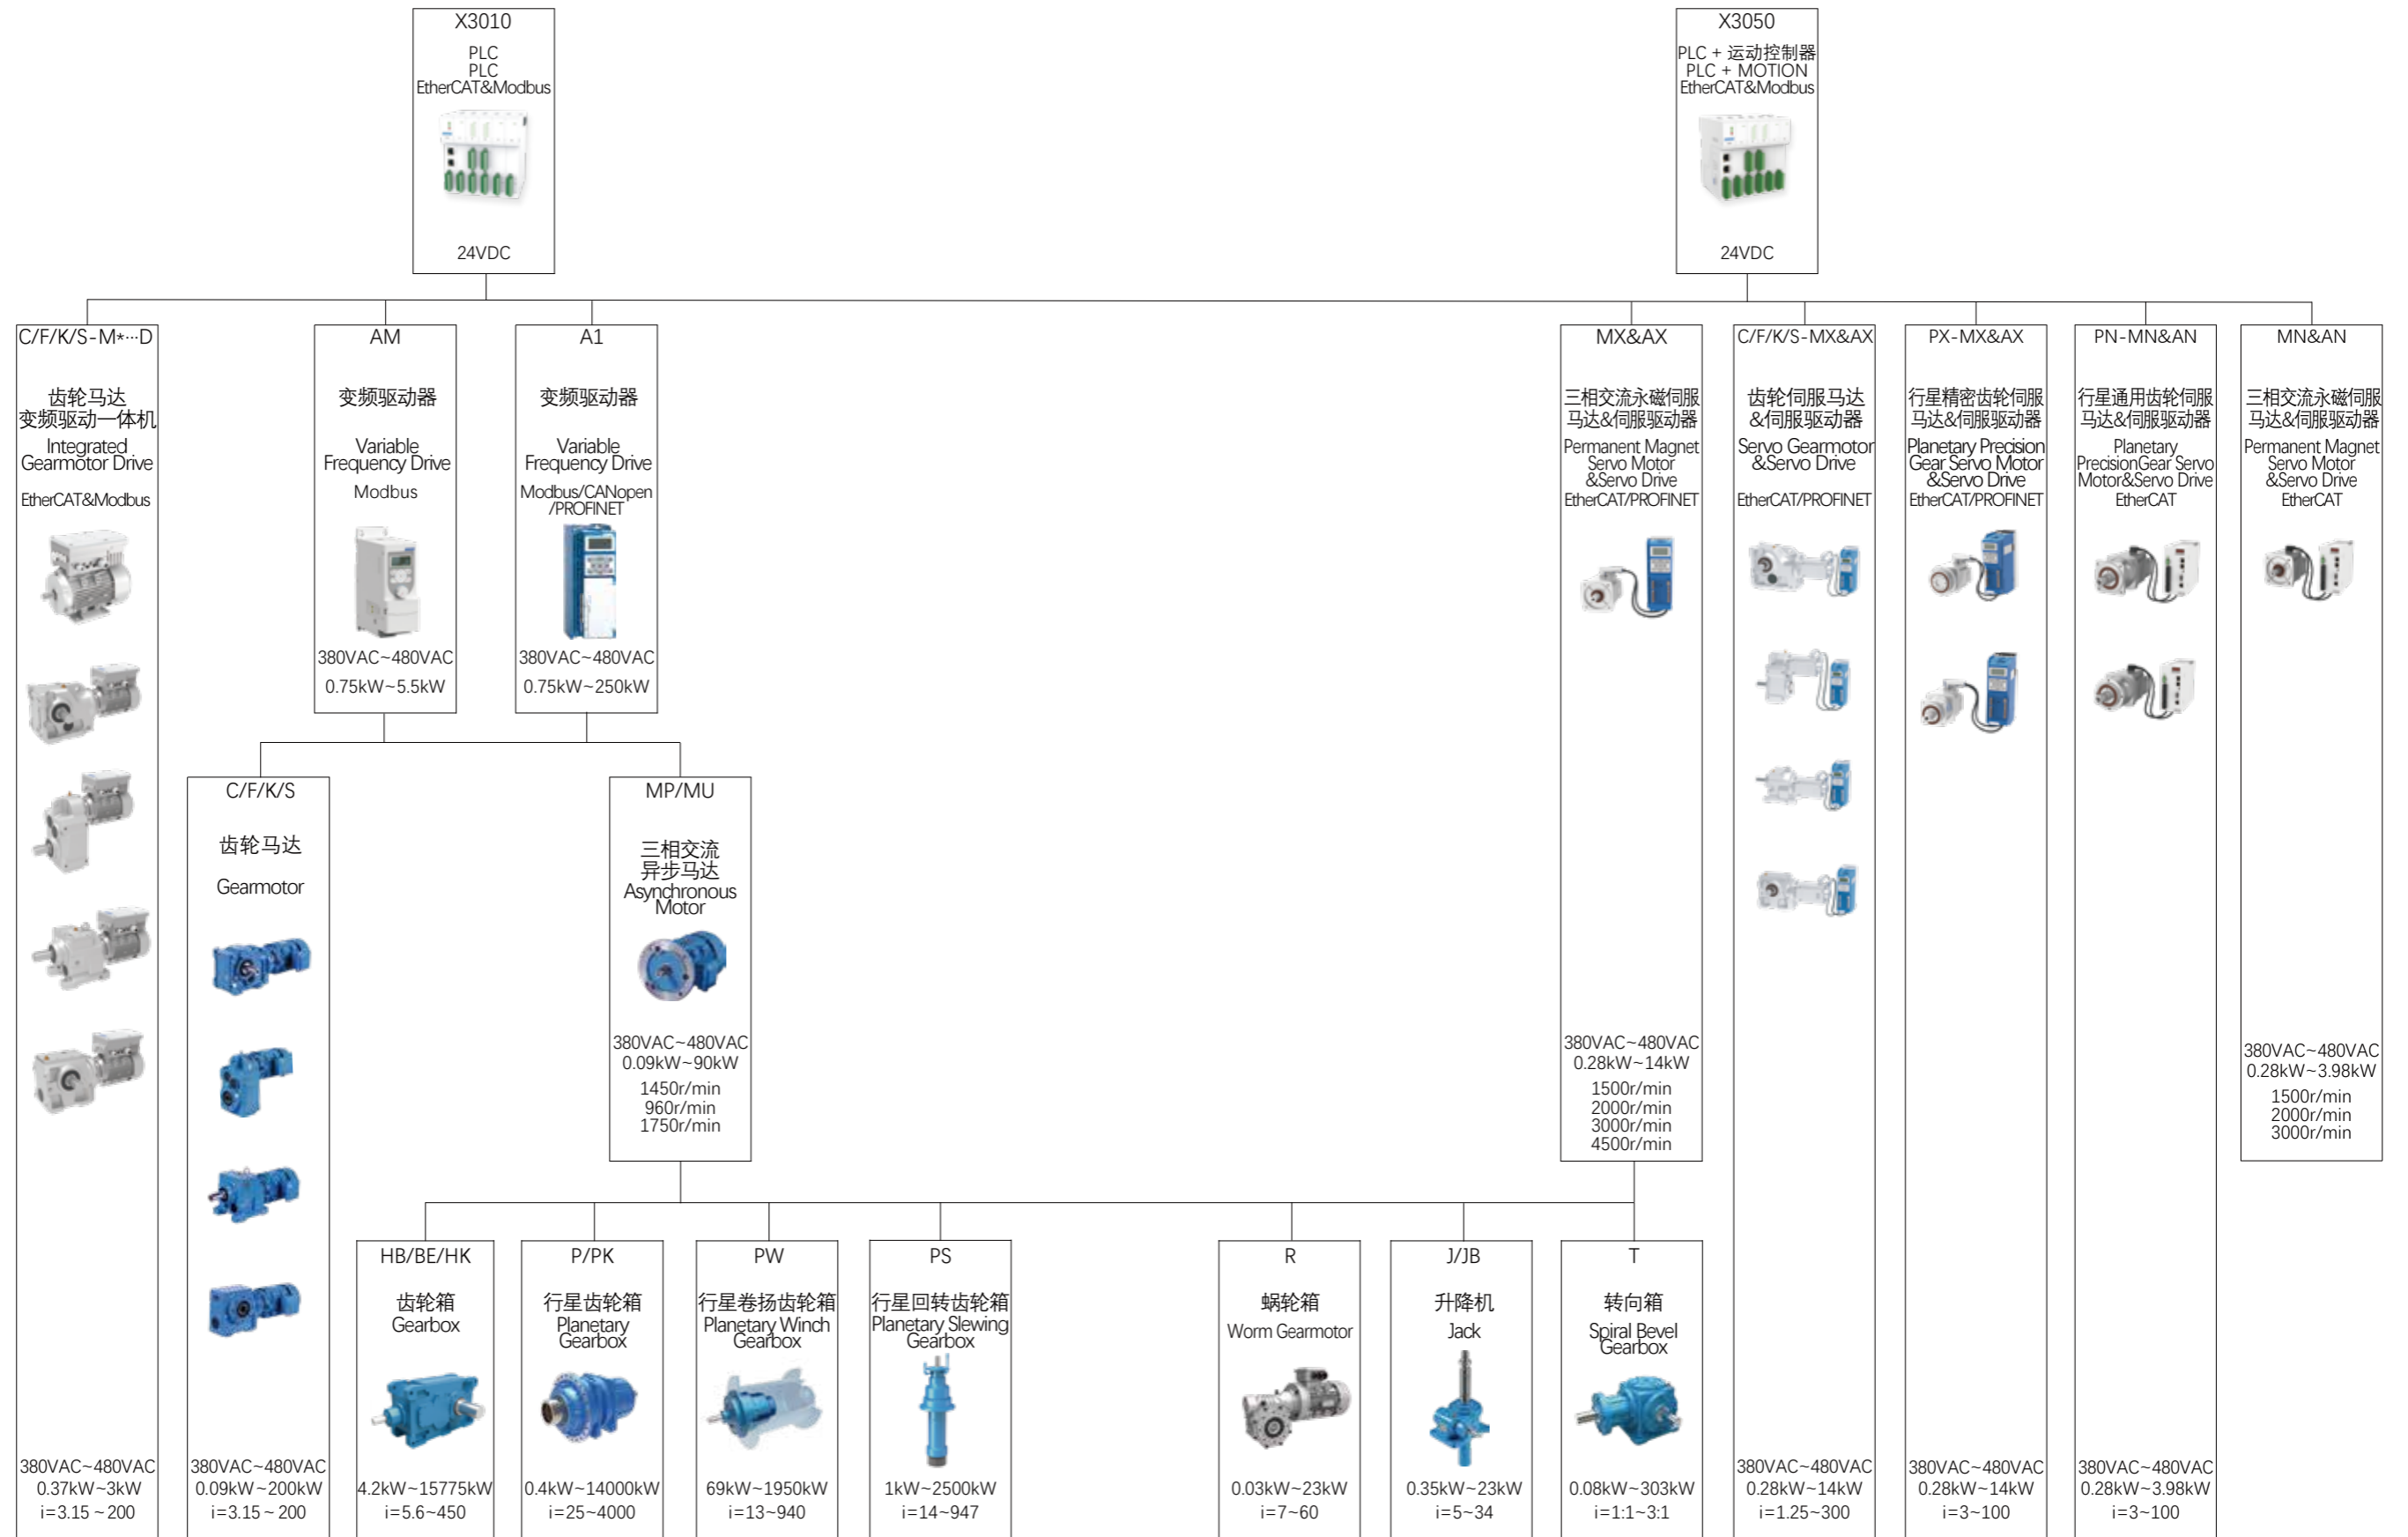 X3010
PLC
PLC
EtherCAT&Modbus
24VDC
X3050
PLC + 运动控制器
PLC + MOTION
EtherCAT&Modbus
24VDC
C/F/K/S-M*···D
齿轮马达
变频驱动一体机
Integrated
Gearmotor Drive
EtherCAT&Modbus
380VAC~480VAC
0.37kW~3kW
i=3.15 ~ 200
AM
变频驱动器
Variable
Frequency Drive
Modbus
380VAC~480VAC
0.75kW~5.5kW
A1
变频驱动器
Variable
Frequency Drive
Modbus/CANopen
/PROFINET
380VAC~480VAC
0.75kW~250kW
MX&AX
三相交流永磁伺服
马达&伺服驱动器
Permanent Magnet
Servo Motor
&Servo Drive
EtherCAT/PROFINET
380VAC~480VAC
0.28kW~14kW
1500r/min
2000r/min
3000r/min
4500r/min
C/F/K/S-MX&AX
齿轮伺服马达
&伺服驱动器
Servo Gearmotor
&Servo Drive
EtherCAT/PROFINET
380VAC~480VAC
0.28kW~14kW
i=1.25~300
PX-MX&AX
行星精密齿轮伺服
马达&伺服驱动器
Planetary Precision
Gear Servo Motor
&Servo Drive
EtherCAT/PROFINET
380VAC~480VAC
0.28kW~14kW
i=3~100
PN-MN&AN
行星通用齿轮伺服
马达&伺服驱动器
Planetary
PrecisionGear Servo
Motor&Servo Drive
EtherCAT
380VAC~480VAC
0.28kW~3.98kW
i=3~100
MN&AN
三相交流永磁伺服
马达&伺服驱动器
Permanent Magnet
Servo Motor
&Servo Drive
EtherCAT
380VAC~480VAC
0.28kW~3.98kW
1500r/min
2000r/min
3000r/min
C/F/K/S
齿轮马达
Gearmotor
380VAC~480VAC
0.09kW~200kW
i=3.15 ~ 200
MP/MU
三相交流
异步马达
Asynchronous
Motor
380VAC~480VAC
0.09kW~90kW
1450r/min
960r/min
1750r/min
HB/BE/HK
齿轮箱
Gearbox
4.2kW~15775kW
i=5.6~450
P/PK
行星齿轮箱
Planetary
Gearbox
0.4kW~14000kW
i=25~4000
PW
行星卷扬齿轮箱
Planetary Winch
Gearbox
69kW~1950kW
i=13~940
PS
行星回转齿轮箱
Planetary Slewing
Gearbox
1kW~2500kW
i=14~947
R
蜗轮箱
Worm Gearmotor
0.03kW~23kW
i=7~60
J/JB
升降机
Jack
0.35kW~23kW
i=5~34
T
转向箱
Spiral Bevel
Gearbox
0.08kW~303kW
i=1:1~3:1